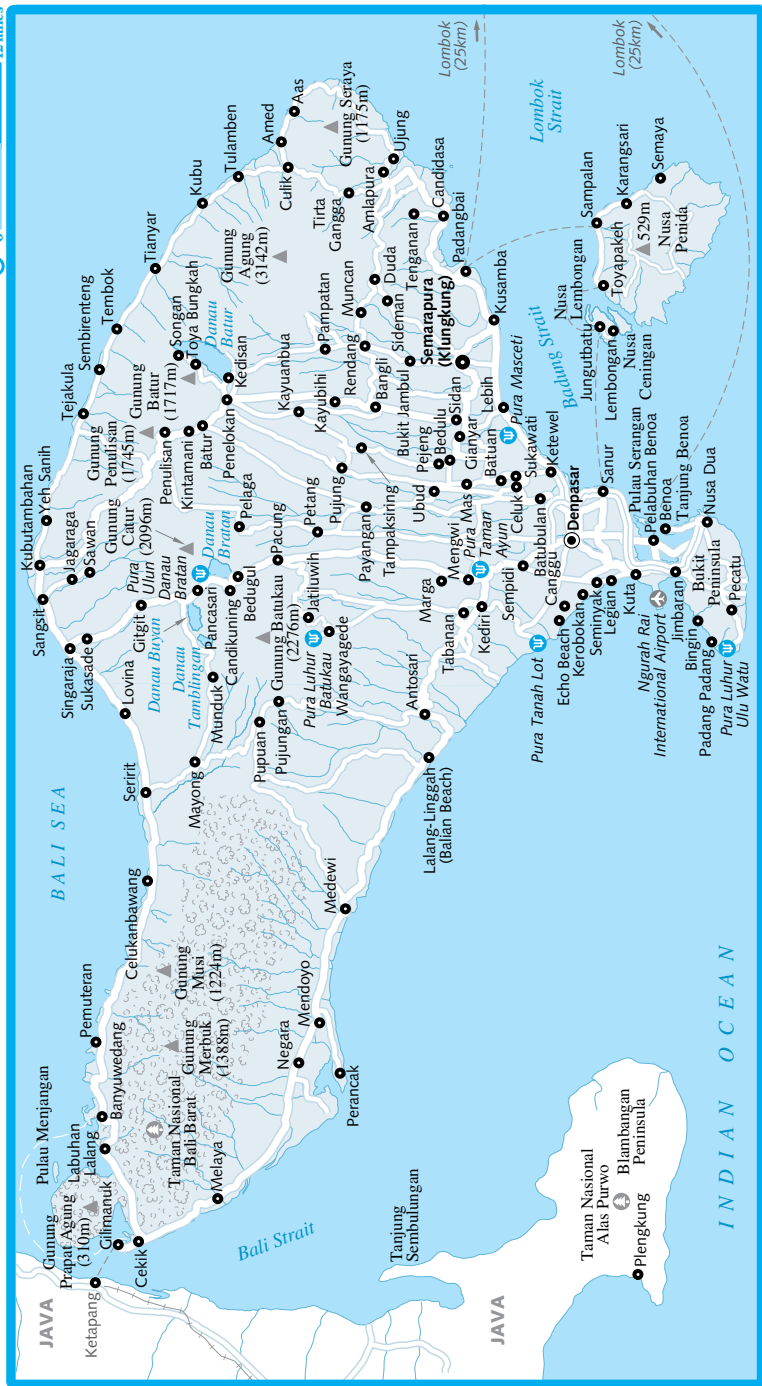 12 miles
0
JAVA
Ketapang
Gunung
Prapat Agung
(310m)
Gilimanuk
Cekik
Pulau Menjangan
Labuhan
Lalang
Banyuwedang
Pemuteran
Taman Nasional
Bali Barat
Melaya
Gunung
Merbuk
(1388m)
Gunung
Musi
(1224m)
Negara
Mendoyo
Perancak
Bali Strait
Tanjung
Sembulungan
JAVA
Taman Nasional
Alas Purwo
Blambangan
Peninsula
Plengkung
INDIAN OCEAN
BALI SEA
Celukanbawang
Seririt
Mayong
Medewi
Lovina
Singaraja
Sukasade
Sangsit
Kubutambahan
Yeh Sanih
Jagaraga
Sawan
Gitgit
Pura
Ulun
Danau
Bratan
Danau Buyan
Danau
Tamblingan
Munduk
Pancasari
Candikuning
Bedugul
Danau
Bratan
Gunung
Catur
(2096m)
Pelaga
Pupuan
Pujungan
Gunung Batukau
(2276m)
Pura Luhur
Batukau
Wangayagede
Jatiluwih
Pacung
Petang
Antosari
Lalang-Linggah
(Balian Beach)
Tejakula
Sembirenteng
Tembok
Tianyar
Kubu
Tulamben
Amed
Aas
Culik
Gunung Seraya
(1175m)
Gunung
Penulisan
(1745m)
Penulisan
Kintamani
Batur
Penelokan
Gunung
Batur
(1717m)
Songan
Toya Bungkah
Danau
Batur
Kedisan
Gunung
Agung
(3142m)
Tirta
Gangga
Amlapura
Ujung
Candidasa
Tenganan
Padangbai
Kayuanbua
Pampatan
Muncan
Duda
Sideman
Rendang
Kayubihi
Bangli
Bukit Jambul
Semarapura
(Klungkung)
Kusamba
Pujung
Tampaksiring
Payangan
Pejeng
Bedulu
Sidan
Gianyar
Lebih
Pura Masceti
Ubud
Mas
Batuan
Sukawati
Celuk
Ketewel
Marga
Mengwi
Pura
Taman
Ayun
Tabanan
Kediri
Sempidi
Batubulan
Denpasar
Sanur
Pura Tanah Lot
Canggu
Echo Beach
Kerobokan
Seminyak
Legian
Kuta
Ngurah Rai
International Airport
Jimbaran
Bingin
Padang Padang
Pura Luhur
Ulu Watu
Pecatu
Bukit
Peninsula
Nusa Dua
Tanjung Benoa
Benoa
Pelabuhan Benoa
Pulau Serangan
Badung Strait
Nusa
Lembongan
Jungutbatu
Lembongan
Nusa
Ceningan
Toyapakeh
Sampalan
Karangsari
Semaya
529m
Nusa
Penida
Lombok
Strait
Lombok
(25km)
Lombok
(25km)